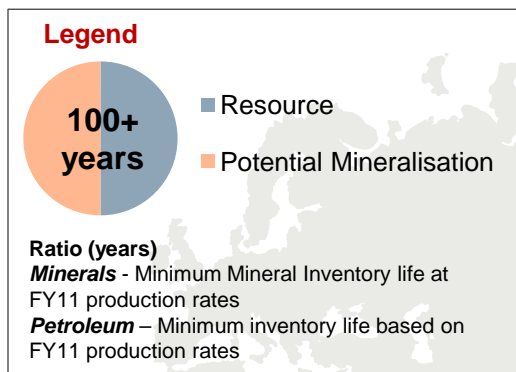 Legend
100+
years
Resource
Potential Mineralisation
Ratio (years)
Minerals - Minimum Mineral Inventory life at
FY11 production rates
Petroleum – Minimum inventory life based on
FY11 production rates